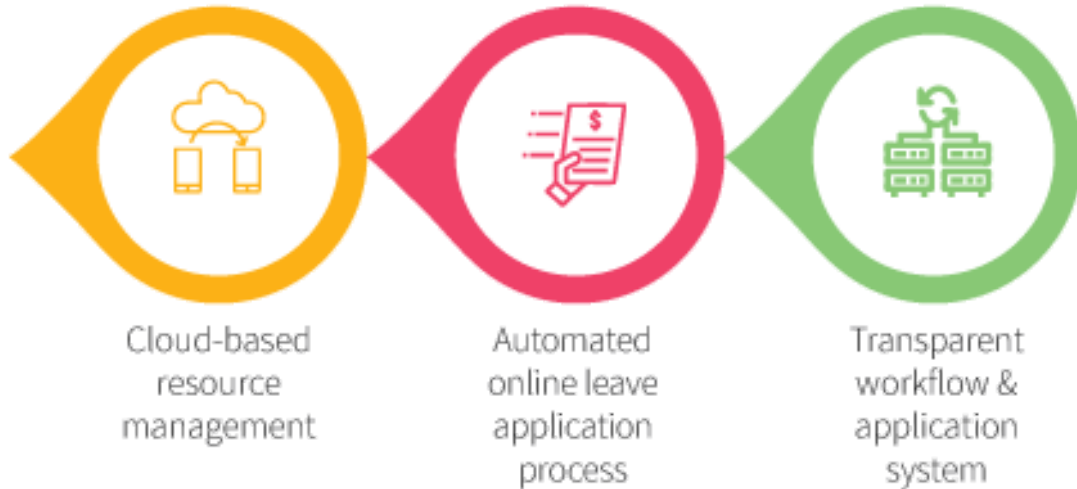 $
Cloud-based
resource
management
Automated
online leave
application
process
Transparent
workflow &
application
system